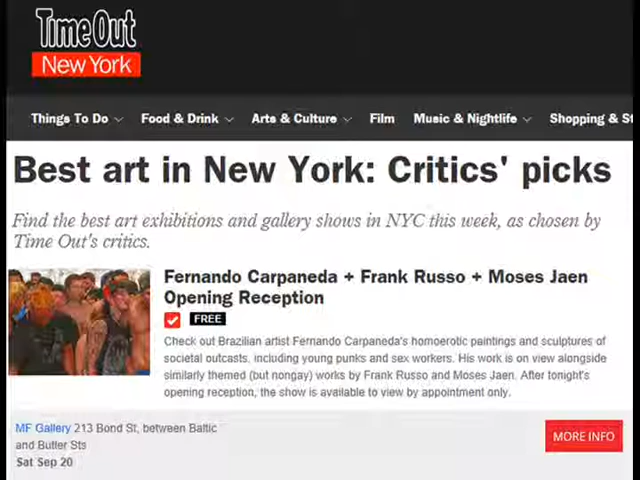 TimeOut
New York
Things To Do Food & Drink Arts & Culture Film Music & Nightlife Shopping & St
Best art in New York: Critics' picks
Find the best art exhibitions and gallery shows in NYC this week, as chosen by
Time Out's critics.
Fernando Carpaneda + Frank Russo + Moses Jaen
Opening Reception
FREE
Check out Brazilian artist Fernando Carpaneda's homoerotic paintings and sculptures of
societal outcasts, including young punks and sex workers. His work is on view alongside
similarly themed (but nongay) works by Frank Russo and Moses Jaen. After tonight's
opening reception, the show is available to view by appointment only.
MF Gallery 213 Bond St, between Baltic
and Butler Sts
Sat Sep 20
MORE INFO